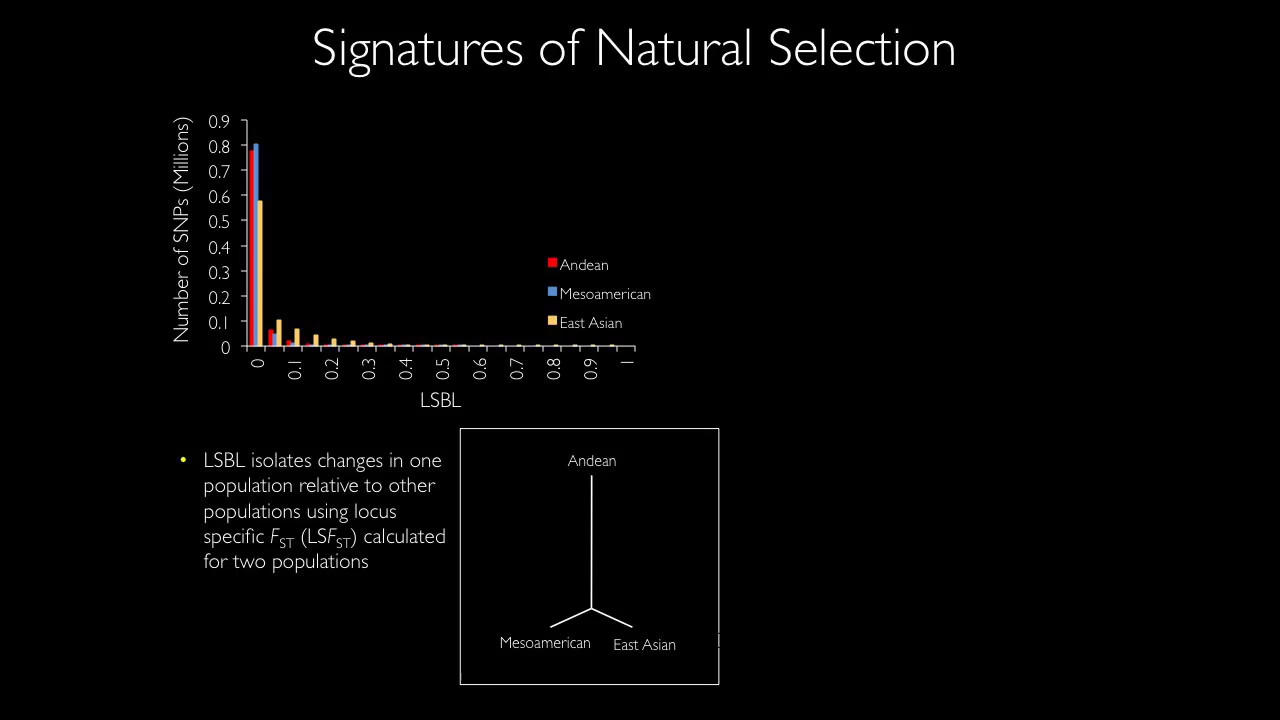 Signatures of Natural Selection
Number of SNPs (Millions)
0.9
0.8
0.7
0.6
0.5
0.4
0.3
0.2
0.1
0
0
0.1
0.2
0.3
0.4
0.5
0.6
0.7
0.8
0.9
1
LSBL
Andean
Mesoamerican
East Asian
• LSBL isolates changes in one
population relative to other
populations using locus
specific FST (LSFST) calculated
for two populations
Andean
Mesoamerican
East Asian